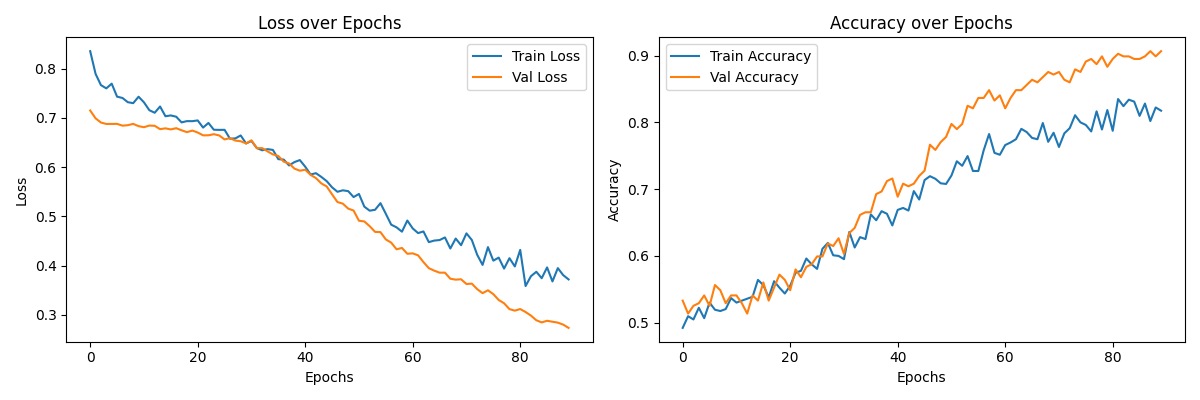 Loss over Epochs
Train Loss
Val Loss
0.8
0.7
0.6
0.5
0.4
0.3
Loss
0
20
40
60
80
Epochs
Accuracy over Epochs
Train Accuracy
Val Accuracy
0.9
0.8
0.7
0.6
0.5
Accuracy
0
20
40
60
80
Epochs